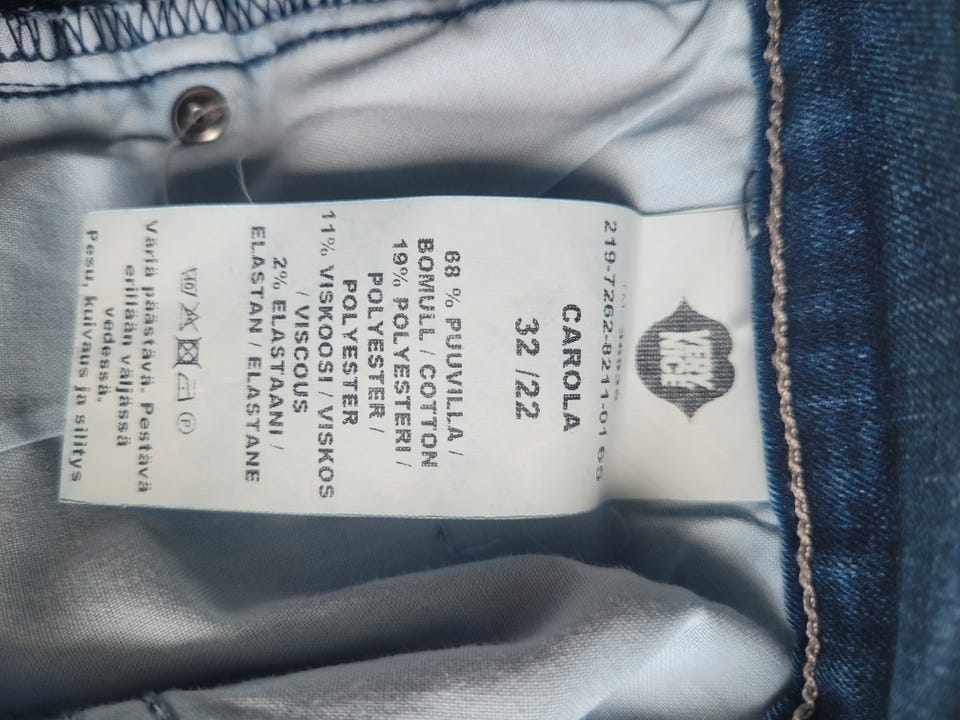 VERY
NICE
219-7262-8211-01 65
CAROLA
32 /22
68 % PUUVILLA /
BOMULL / COTTON
19% POLYESTERI /
POLYESTER /
POLYESTER
11% VISKOOSI / VISKOS
/ VISCOUS
2% ELASTAANI /
ELASTAN / ELASTANE
Väriä päästävä. Pestävä
erillään väljässä
vedessä.
Pesu, kuivaus ja silitys